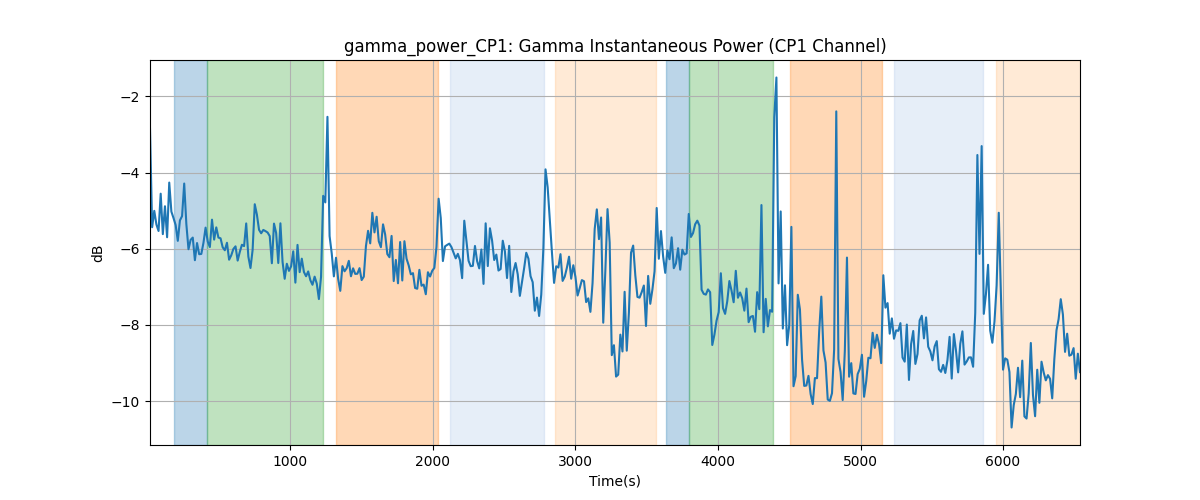 gamma_power_CP1: Gamma Instantaneous Power (CP1 Channel)
dB
−2
−4
−6
−8
−10
1000 2000 3000 4000 5000 6000
Time(s)